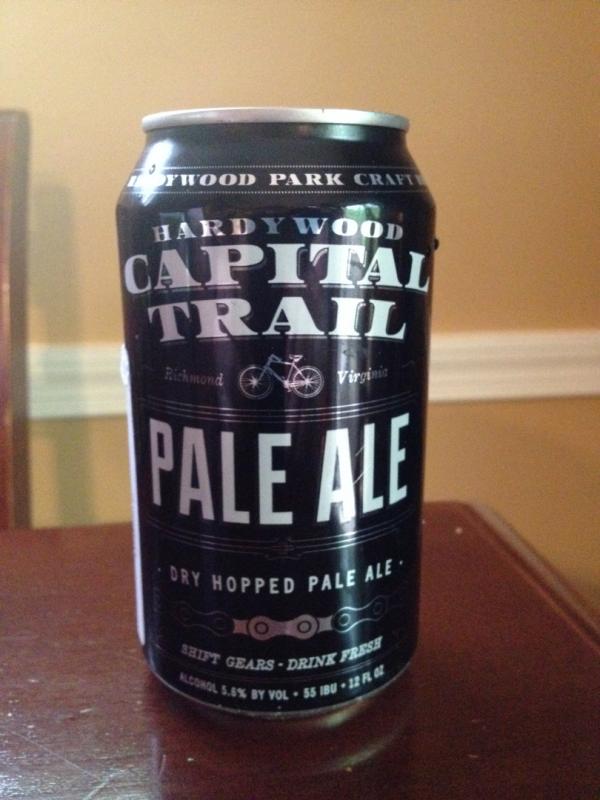 HARDYWOOD PARK CRAFT
HARDYWOOD
CAPITAL
TRAIL
Richmond Virginia
PALE ALE
· DRY HOPPED PALE ALE ·
SHIFT GEARS - DRINK FRESH
ALCOHOL 5.6% BY VOL • 55 IBU • 12 FL OZ